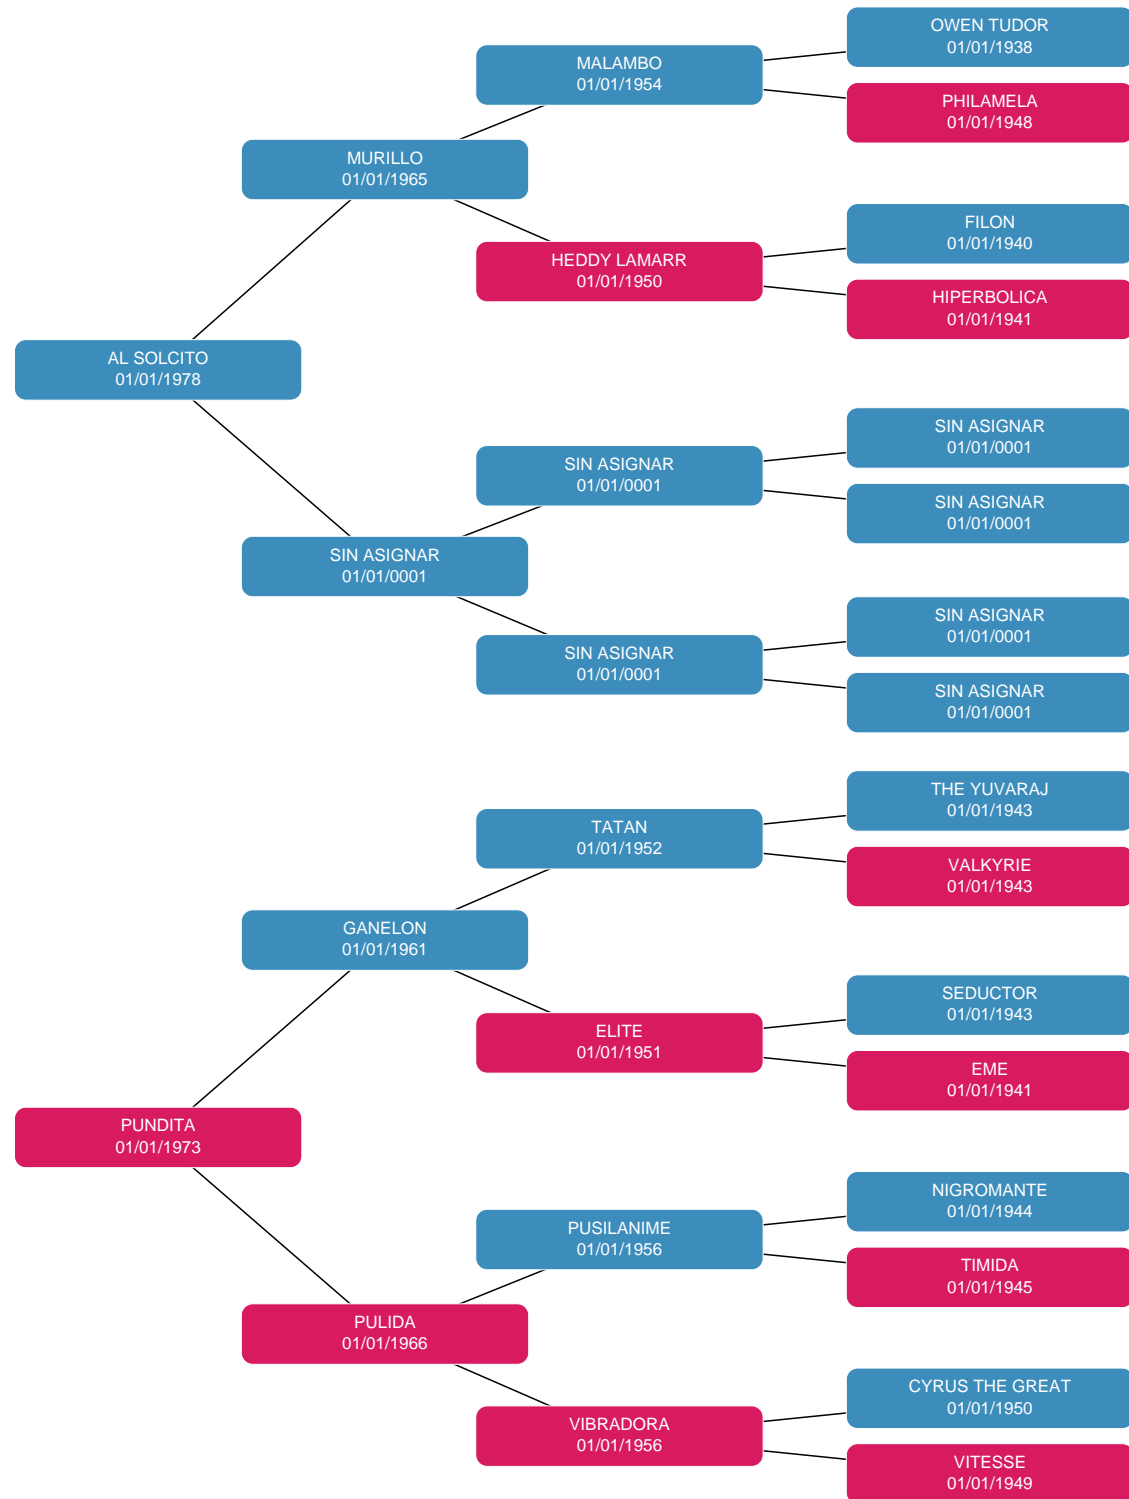 OWEN TUDOR
01/01/1938
MALAMBO
01/01/1954
PHILAMELA
01/01/1948
MURILLO
01/01/1965
FILON
01/01/1940
HEDDY LAMARR
01/01/1950
HIPERBOLICA
01/01/1941
AL SOLCITO
01/01/1978
SIN ASIGNAR
01/01/0001
SIN ASIGNAR
01/01/0001
SIN ASIGNAR
01/01/0001
SIN ASIGNAR
01/01/0001
SIN ASIGNAR
01/01/0001
SIN ASIGNAR
01/01/0001
SIN ASIGNAR
01/01/0001
THE YUVARAJ
01/01/1943
TATAN
01/01/1952
VALKYRIE
01/01/1943
GANELON
01/01/1961
SEDUCTOR
01/01/1943
ELITE
01/01/1951
EME
01/01/1941
PUNDITA
01/01/1973
NIGROMANTE
01/01/1944
PUSILANIME
01/01/1956
TIMIDA
01/01/1945
PULIDA
01/01/1966
CYRUS THE GREAT
01/01/1950
VIBRADORA
01/01/1956
VITESSE
01/01/1949